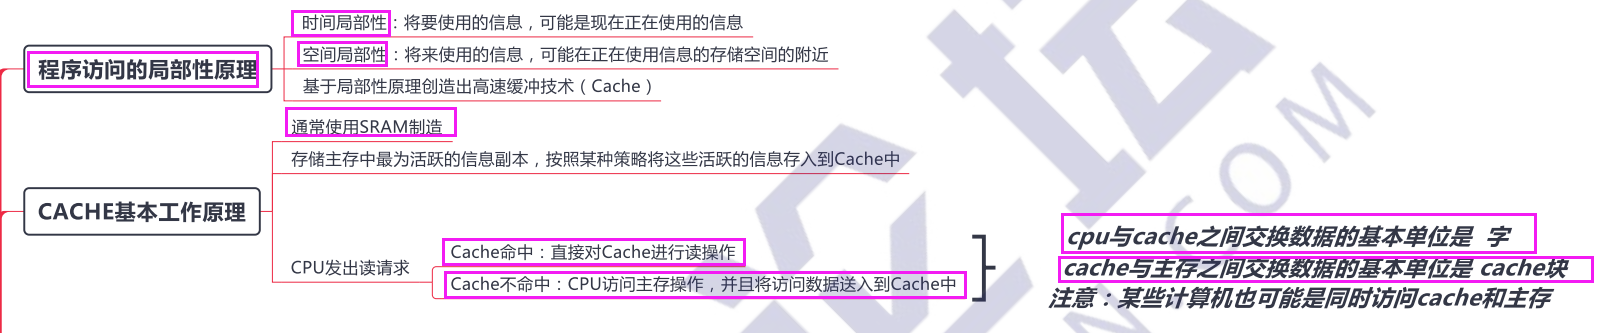 时间局部性：将要使用的信息，可能是现在正在使用的信息
空间局部性：将来使用的信息，可能在正在使用信息的存储空间的附近
程序访问的局部性原理
基于局部性原理创造出高速缓冲技术（Cache）
通常使用SRAM制造
存储主存中最为活跃的信息副本，按照某种策略将这些活跃的信息存入到Cache中
CACHE基本工作原理
CPU发出读请求
Cache命中：直接对Cache进行读操作
Cache不命中：CPU访问主存操作，并且将访问数据送入到Cache中
cpu与cache之间交换数据的基本单位是 字
cache与主存之间交换数据的基本单位是 cache块
注意：某些计算机也可能是同时访问cache和主存